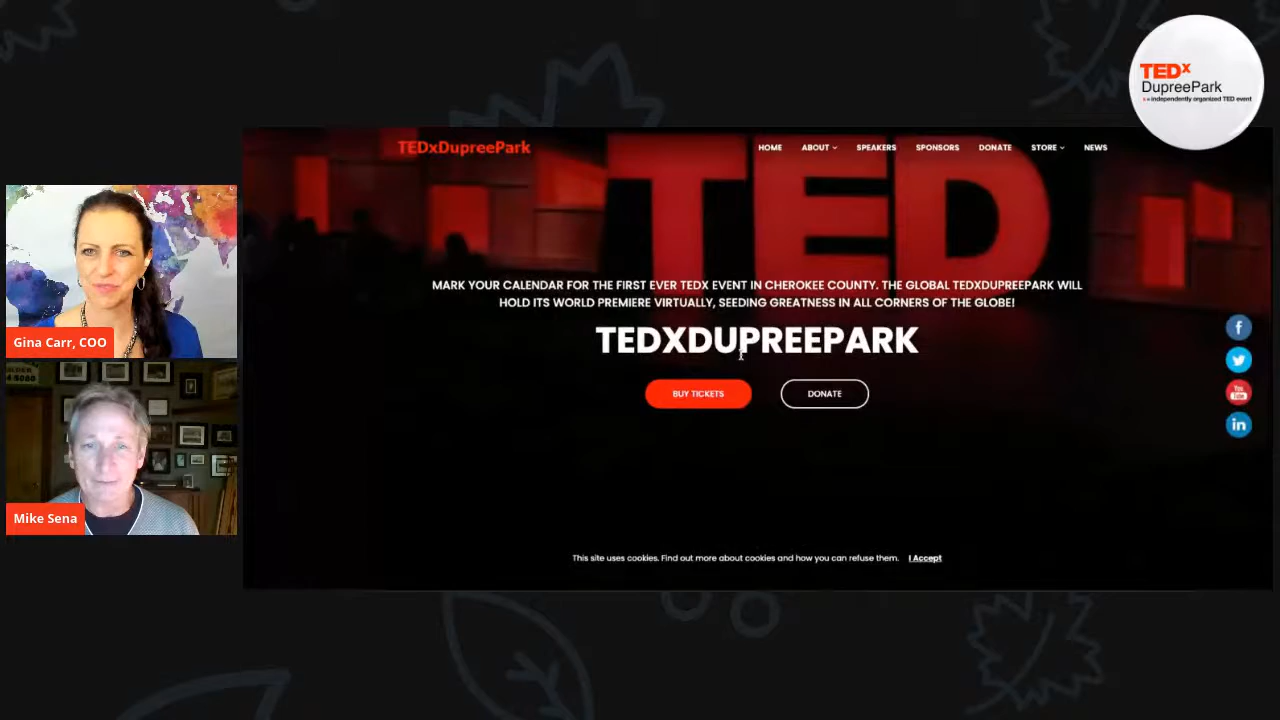 TEDx
DupreePark
x = independently organized TED event
TEDxDupreePark
HOME ABOUT SPEAKERS SPONSORS DONATE STORE NEWS
TED
MARK YOUR CALENDAR FOR THE FIRST EVER TEDX EVENT IN CHEROKEE COUNTY. THE GLOBAL TEDXDUPREEPARK WILL
HOLD ITS WORLD PREMIERE VIRTUALLY, SEEDING GREATNESS IN ALL CORNERS OF THE GLOBE!
TEDXDUPREEPARK
BUY TICKETS DONATE
You
Tube
in
This site uses cookies. Find out more about cookies and how you can refuse them. I Accept
Gina Carr, COO
Mike Sena